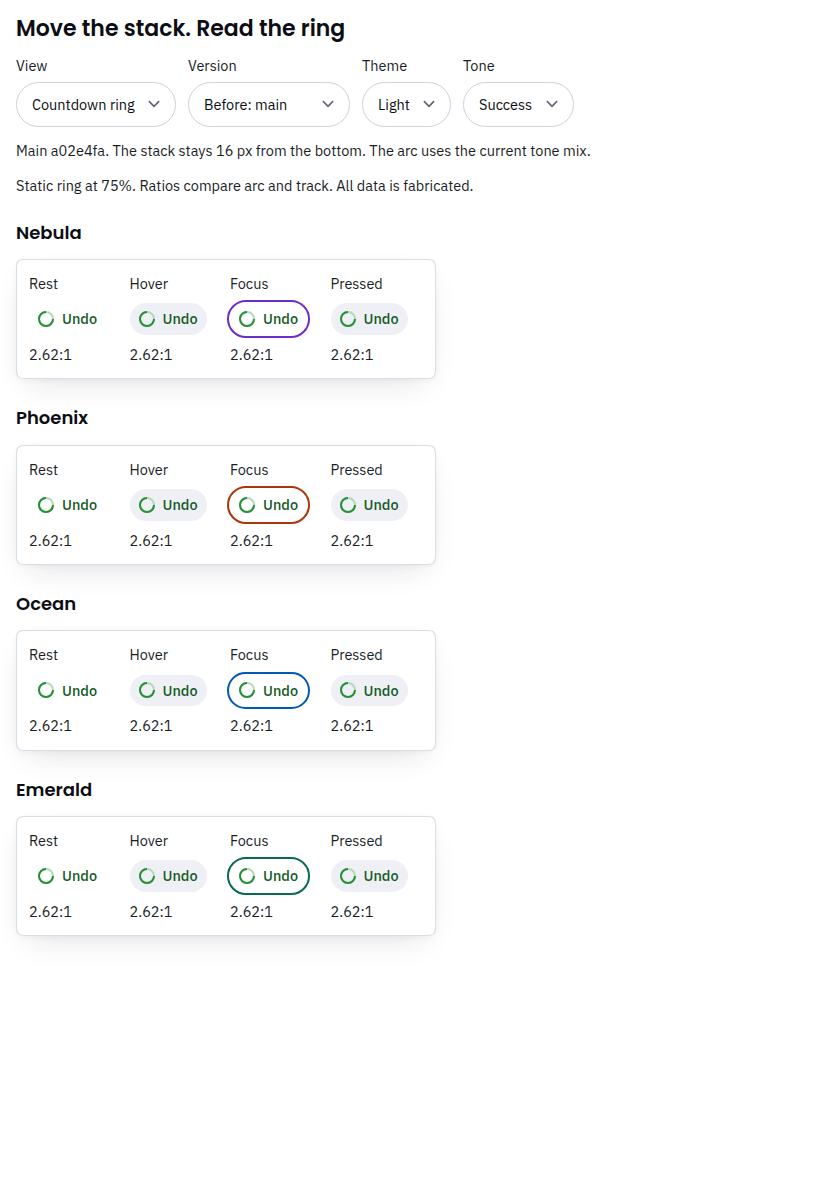 Move the stack. Read the ring
View Version Theme Tone
Countdown ring Before: main Light Success
Main a02e4fa. The stack stays 16 px from the bottom. The arc uses the current tone mix.
Static ring at 75%. Ratios compare arc and track. All data is fabricated.
Nebula
Rest Hover Focus Pressed
Undo Undo Undo Undo
2.62:1 2.62:1 2.62:1 2.62:1
Phoenix
Rest Hover Focus Pressed
Undo Undo Undo Undo
2.62:1 2.62:1 2.62:1 2.62:1
Ocean
Rest Hover Focus Pressed
Undo Undo Undo Undo
2.62:1 2.62:1 2.62:1 2.62:1
Emerald
Rest Hover Focus Pressed
Undo Undo Undo Undo
2.62:1 2.62:1 2.62:1 2.62:1